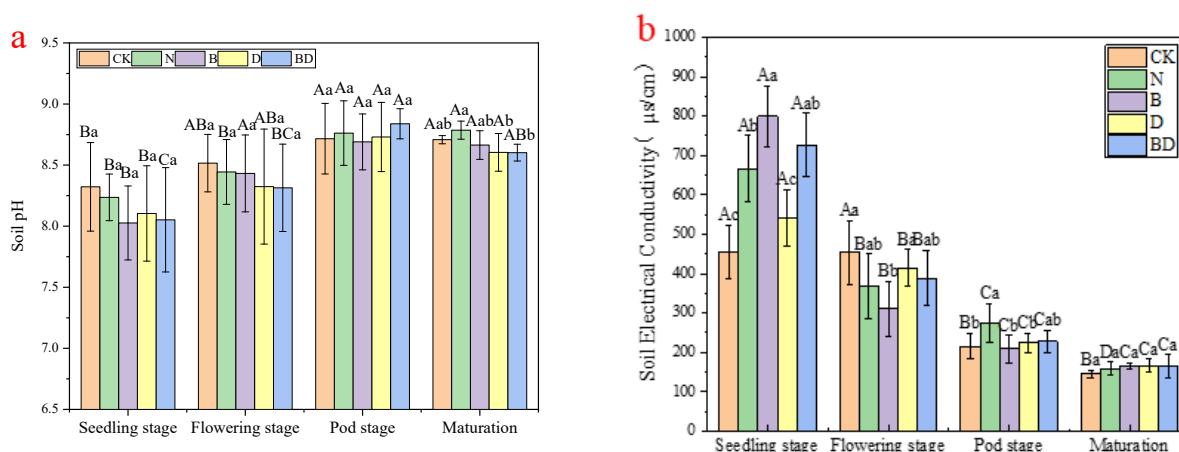 a
9.5
9.0
8.5
8.0
7.5
7.0
6.5
Soil pH
CK N B D BD
Ba Ba Ba Ba Ca
ABa Ba Aa ABa BCa
Aa Aa Aa Aa Aa
Aab Aa Aab Ab ABb
Seedling stage Flowering stage Pod stage Maturation
b
1000
900
800
700
600
500
400
300
200
100
0
Soil Electrical Conductivity( μs/cm)
CK
N
B
D
BD
Ac Ab Aa Ac Aab
Aa Bab Bb Ba Bab
Bb Ca Cb Cb Cab
Ba Da Ca Ca Ca
Seedling stage Flowering stage Pod stage Maturation